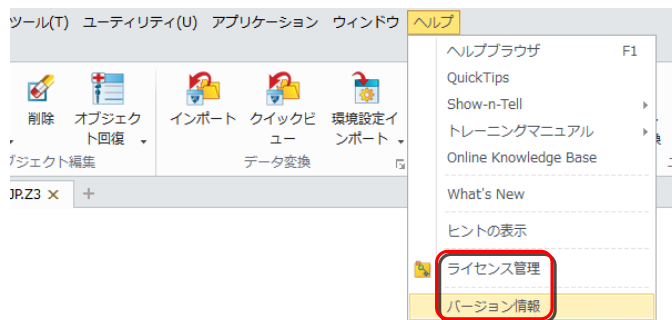 ツール(T) ユーティリティ(U) アプリケーション ウィンドウ ヘルプ
ヘルプブラウザ F1
QuickTips
Show-n-Tell
トレーニングマニュアル
Online Knowledge Base
What's New
ヒントの表示
ライセンス管理
バージョン情報
削除 オブジェク
ト回復
インポート クイックビ
ュー
環境設定イ
ンポート
ブジェクト編集 データ変換
JP.Z3